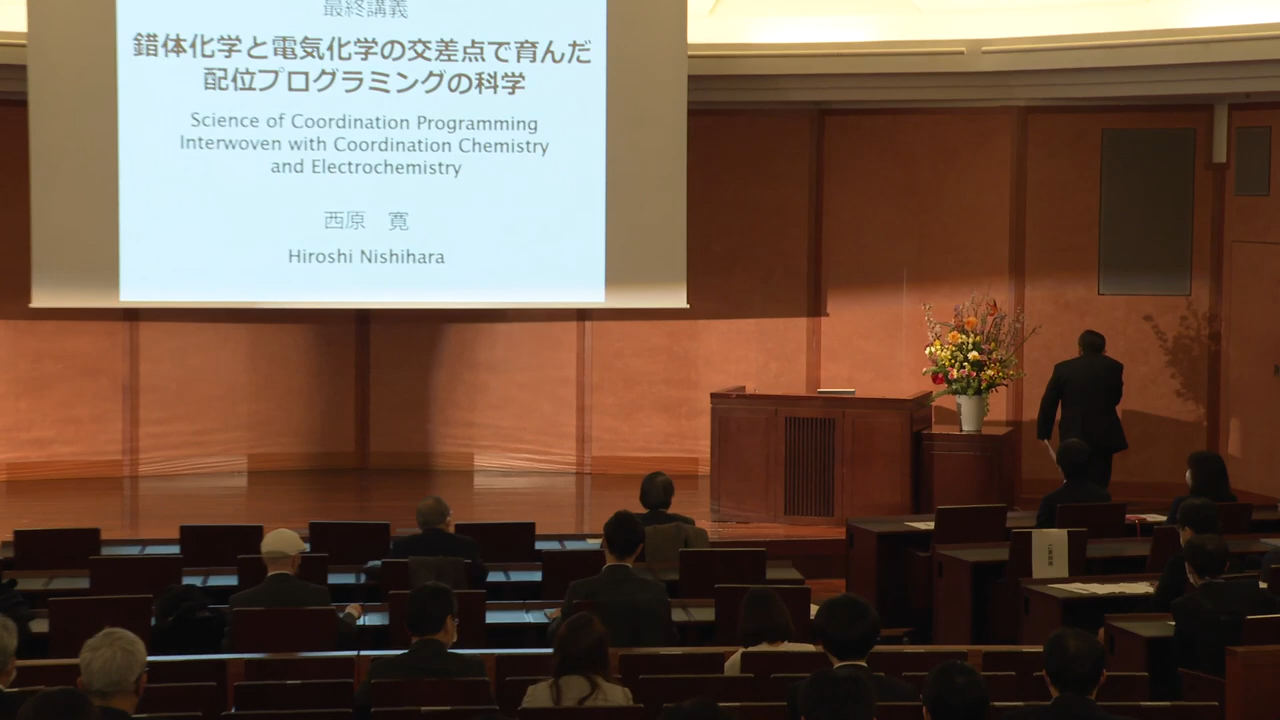 最終講義
錯体化学と電気化学の交差点で育んだ
配位プログラミングの科学
Science of Coordination Programming
Interwoven with Coordination Chemistry
and Electrochemistry
西原　寛
Hiroshi Nishihara